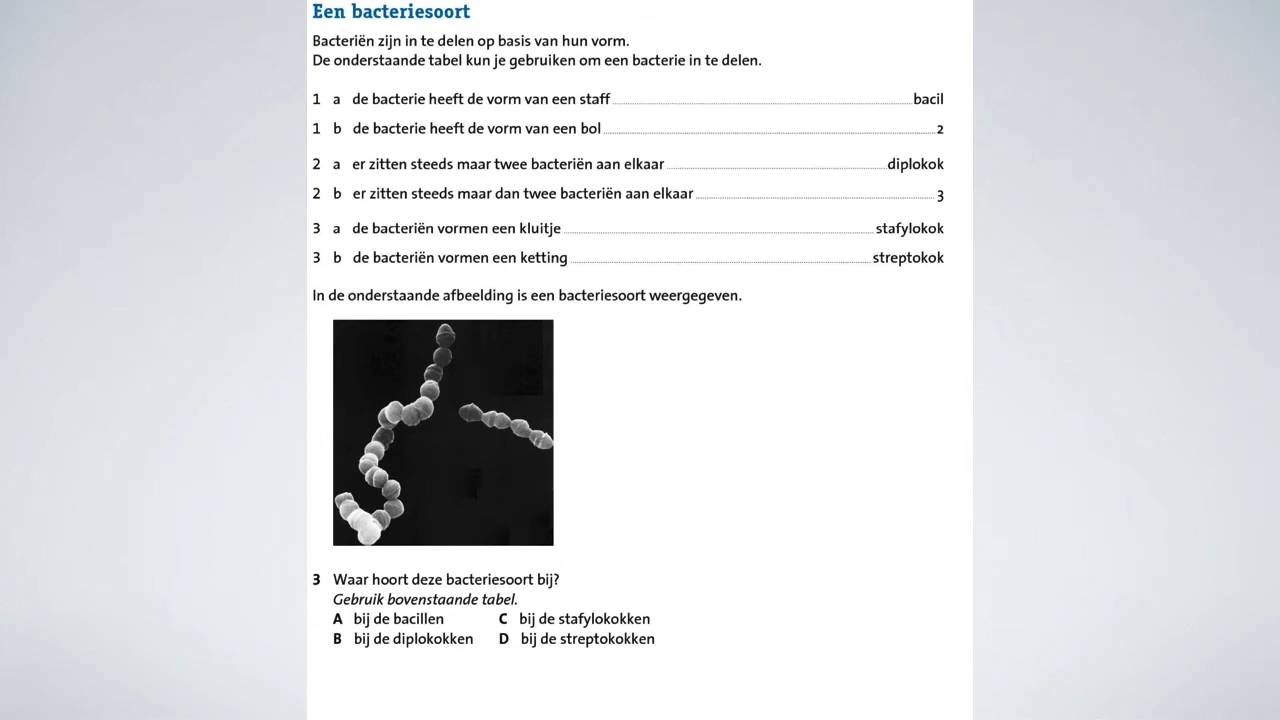 Een bacteriesoort
Bacteriën zijn in te delen op basis van hun vorm.
De onderstaande tabel kun je gebruiken om een bacterie in te delen.
1 a de bacterie heeft de vorm van een staff bacil
1 b de bacterie heeft de vorm van een bol 2
2 a er zitten steeds maar twee bacteriën aan elkaar diplokok
2 b er zitten steeds maar dan twee bacteriën aan elkaar 3
3 a de bacteriën vormen een kluitje stafylokok
3 b de bacteriën vormen een ketting streptokok
In de onderstaande afbeelding is een bacteriesoort weergegeven.
3 Waar hoort deze bacteriesoort bij?
Gebruik bovenstaande tabel.
A bij de bacillen C bij de stafylokokken
B bij de diplokokken D bij de streptokokken